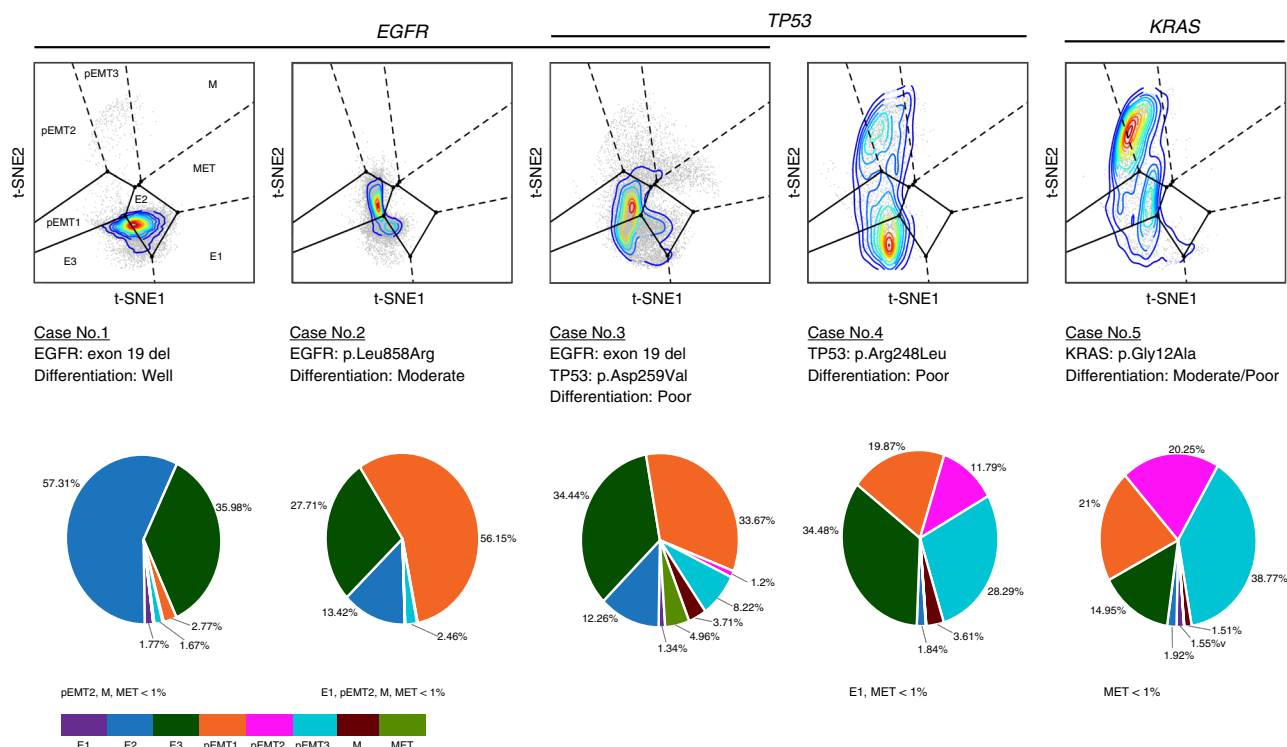 EGFR
TP53
KRAS
pEMT3
M
pEMT2
MET
E2
pEMT1
E3
E1
t-SNE2
t-SNE2
t-SNE2
t-SNE2
t-SNE2
t-SNE1
t-SNE1
t-SNE1
t-SNE1
t-SNE1
Case No.1
EGFR: exon 19 del
Differentiation: Well
Case No.2
EGFR: p.Leu858Arg
Differentiation: Moderate
Case No.3
EGFR: exon 19 del
TP53: p.Asp259Val
Differentiation: Poor
Case No.4
TP53: p.Arg248Leu
Differentiation: Poor
Case No.5
KRAS: p.Gly12Ala
Differentiation: Moderate/Poor
57.31%
35.98%
2.77%
1.67%
1.77%
27.71%
56.15%
13.42%
2.46%
34.44%
33.67%
1.2%
8.22%
3.71%
4.96%
1.34%
12.26%
19.87%
11.79%
34.48%
28.29%
3.61%
1.84%
20.25%
21%
38.77%
14.95%
1.51%
1.55%v
1.92%
pEMT2, M, MET < 1%
E1, pEMT2, M, MET < 1%
E1, MET < 1%
MET < 1%
E1 E2 E3 pEMT1 pEMT2 pEMT3 M MET